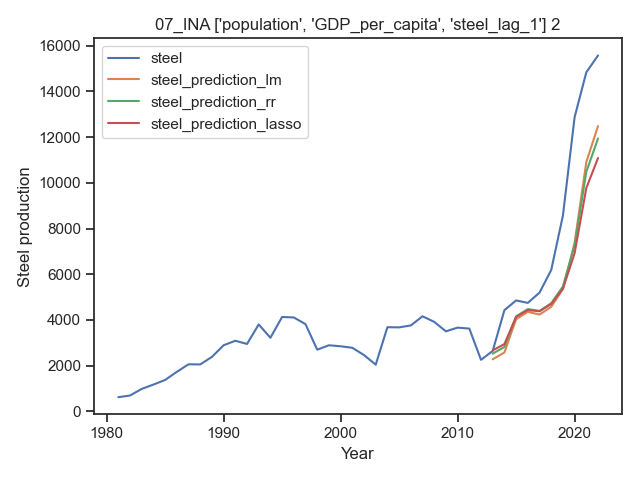 07_INA ['population', 'GDP_per_capita', 'steel_lag_1'] 2
steel
steel_prediction_lm
steel_prediction_rr
steel_prediction_lasso
Steel production
16000
14000
12000
10000
8000
6000
4000
2000
0
1980 1990 2000 2010 2020
Year